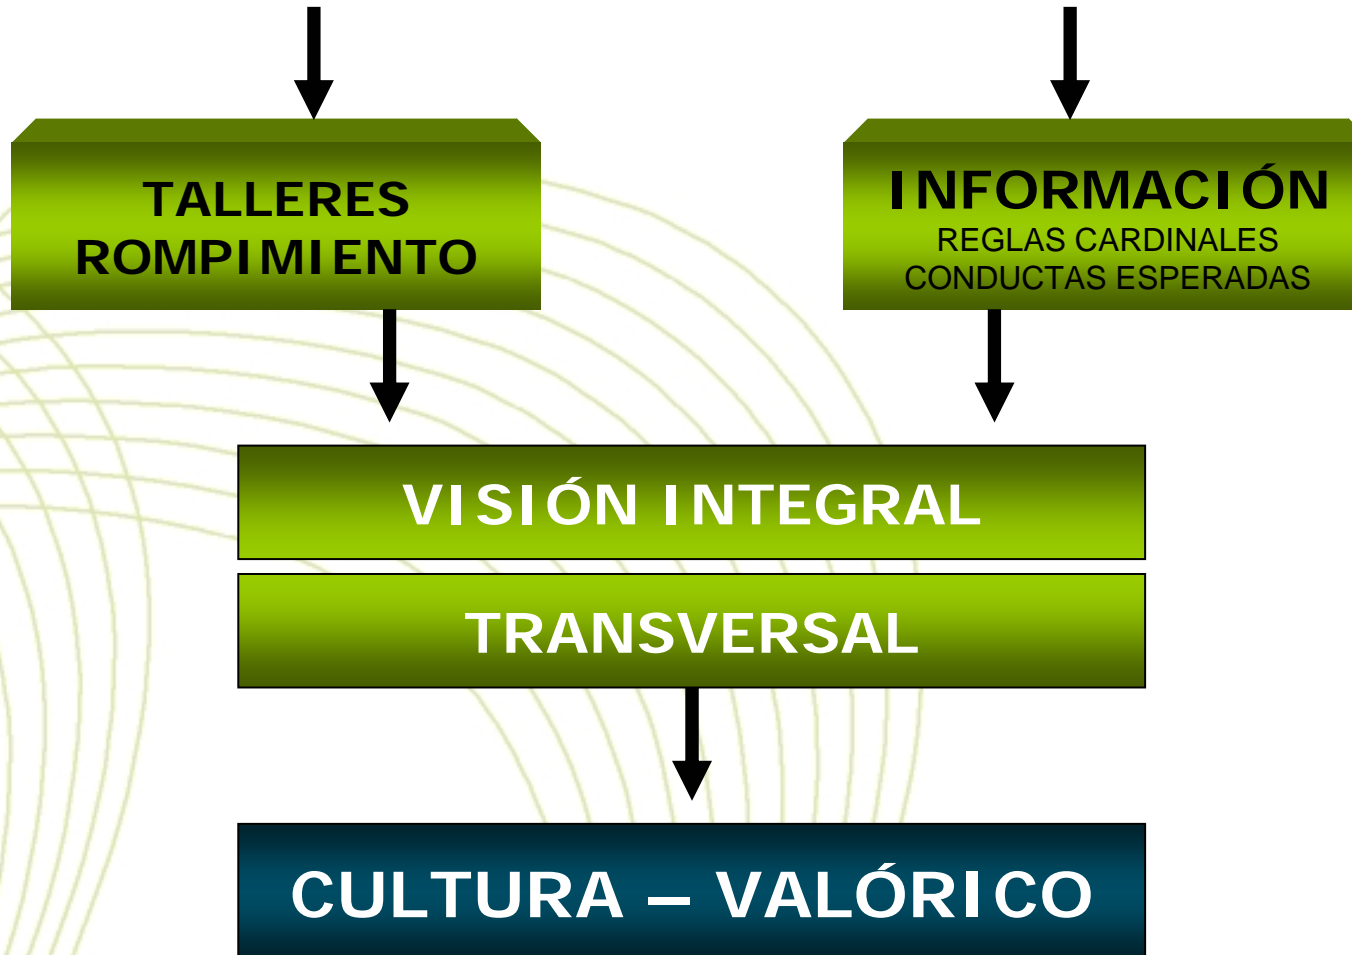 TALLERES
ROMPIMIENTO
INFORMACIÓN
REGLAS CARDINALES
CONDUCTAS ESPERADAS
VISIÓN INTEGRAL
TRANSVERSAL
CULTURA – VALÓRICO